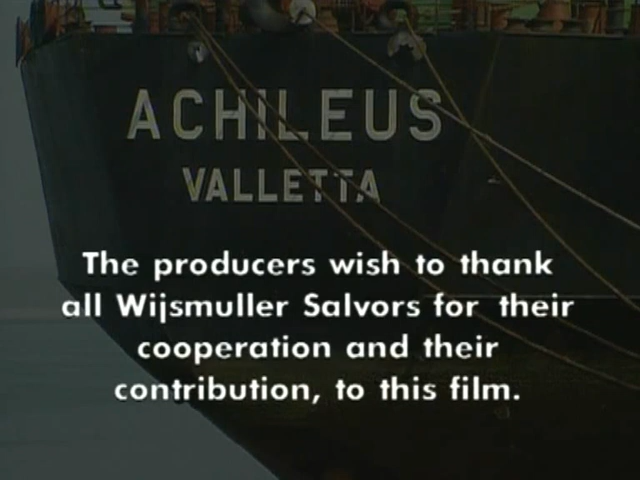 ACHILEUS
VALLETTA
The producers wish to thank
all Wijsmuller Salvors for their
cooperation and their
contribution, to this film.